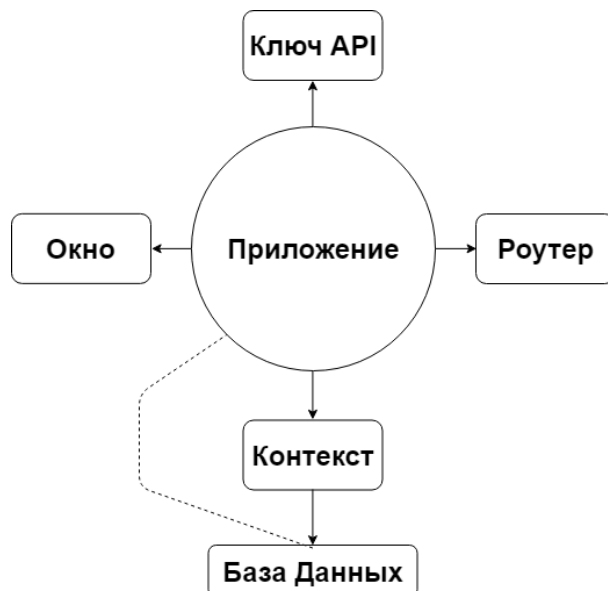 Ключ API
Окно
Приложение
Роутер
Контекст
База Данных